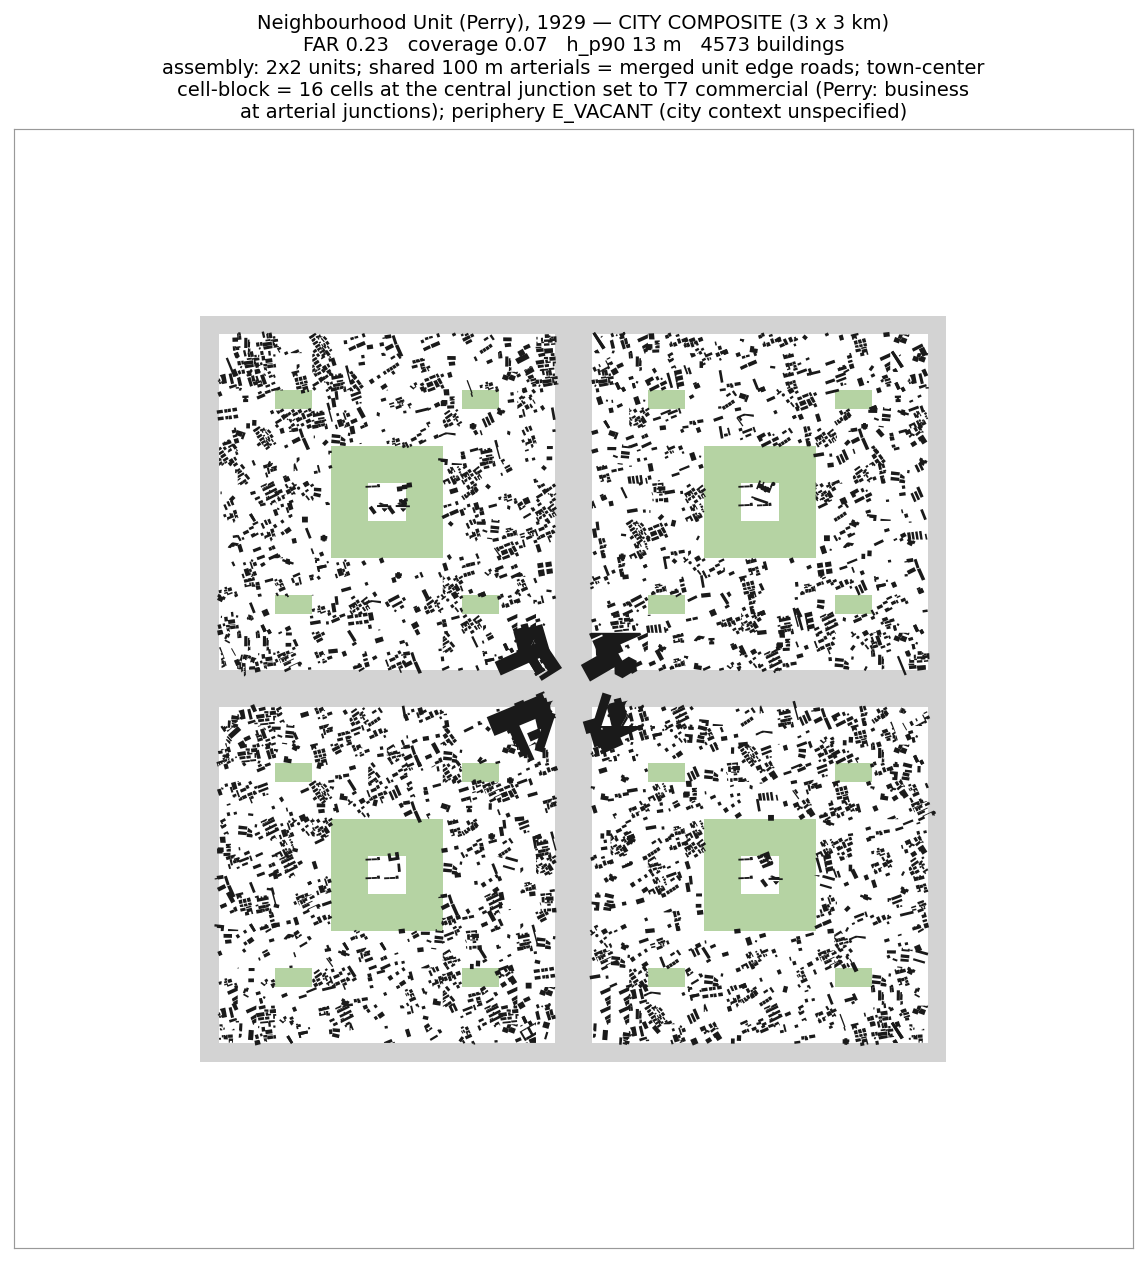 Neighbourhood Unit (Perry), 1929 — CITY COMPOSITE (3 x 3 km)
FAR 0.23   coverage 0.07   h_p90 13 m   4573 buildings
assembly: 2x2 units; shared 100 m arterials = merged unit edge roads; town-center
cell-block = 16 cells at the central junction set to T7 commercial (Perry: business
at arterial junctions); periphery E_VACANT (city context unspecified)